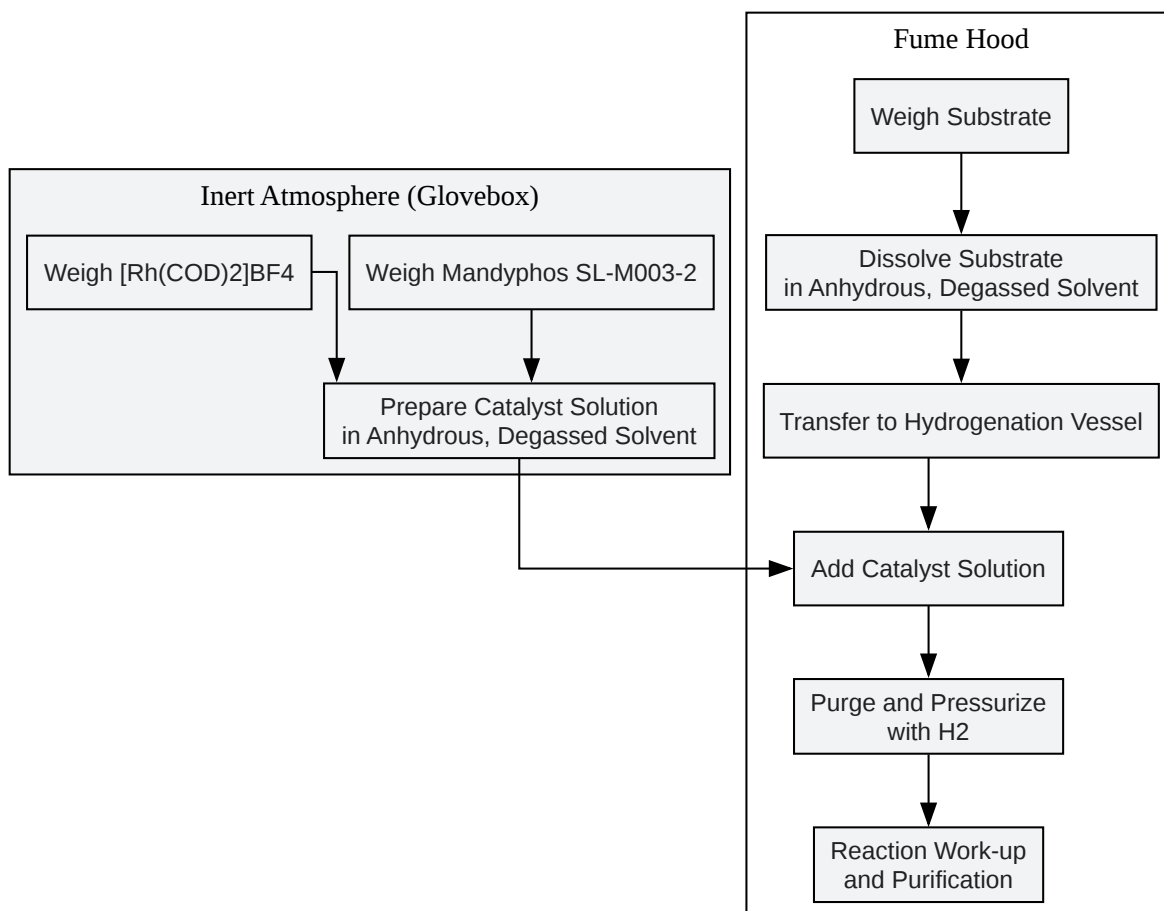 Fume Hood
Weigh Substrate
Inert Atmosphere (Glovebox)
Weigh [Rh(COD)2]BF4
Weigh Mandyphos SL-M003-2
Dissolve Substrate
in Anhydrous, Degassed Solvent
Prepare Catalyst Solution
in Anhydrous, Degassed Solvent
Transfer to Hydrogenation Vessel
Add Catalyst Solution
Purge and Pressurize
with H2
Reaction Work-up
and Purification